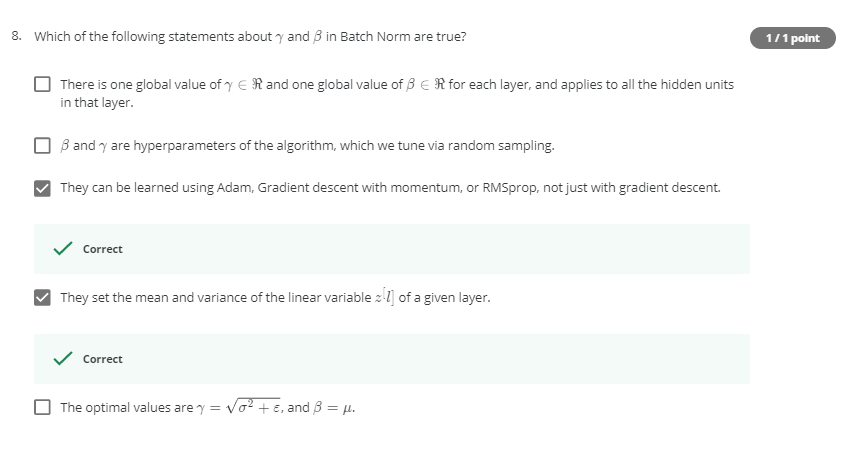 8. Which of the following statements about γ and β in Batch Norm are true?
1 / 1 point
There is one global value of γ ∈ ℜ and one global value of β ∈ ℜ for each layer, and applies to all the hidden units
in that layer.
β and γ are hyperparameters of the algorithm, which we tune via random sampling.
They can be learned using Adam, Gradient descent with momentum, or RMSprop, not just with gradient descent.
Correct
They set the mean and variance of the linear variable z^[l] of a given layer.
Correct
The optimal values are γ = √(σ² + ε), and β = μ.